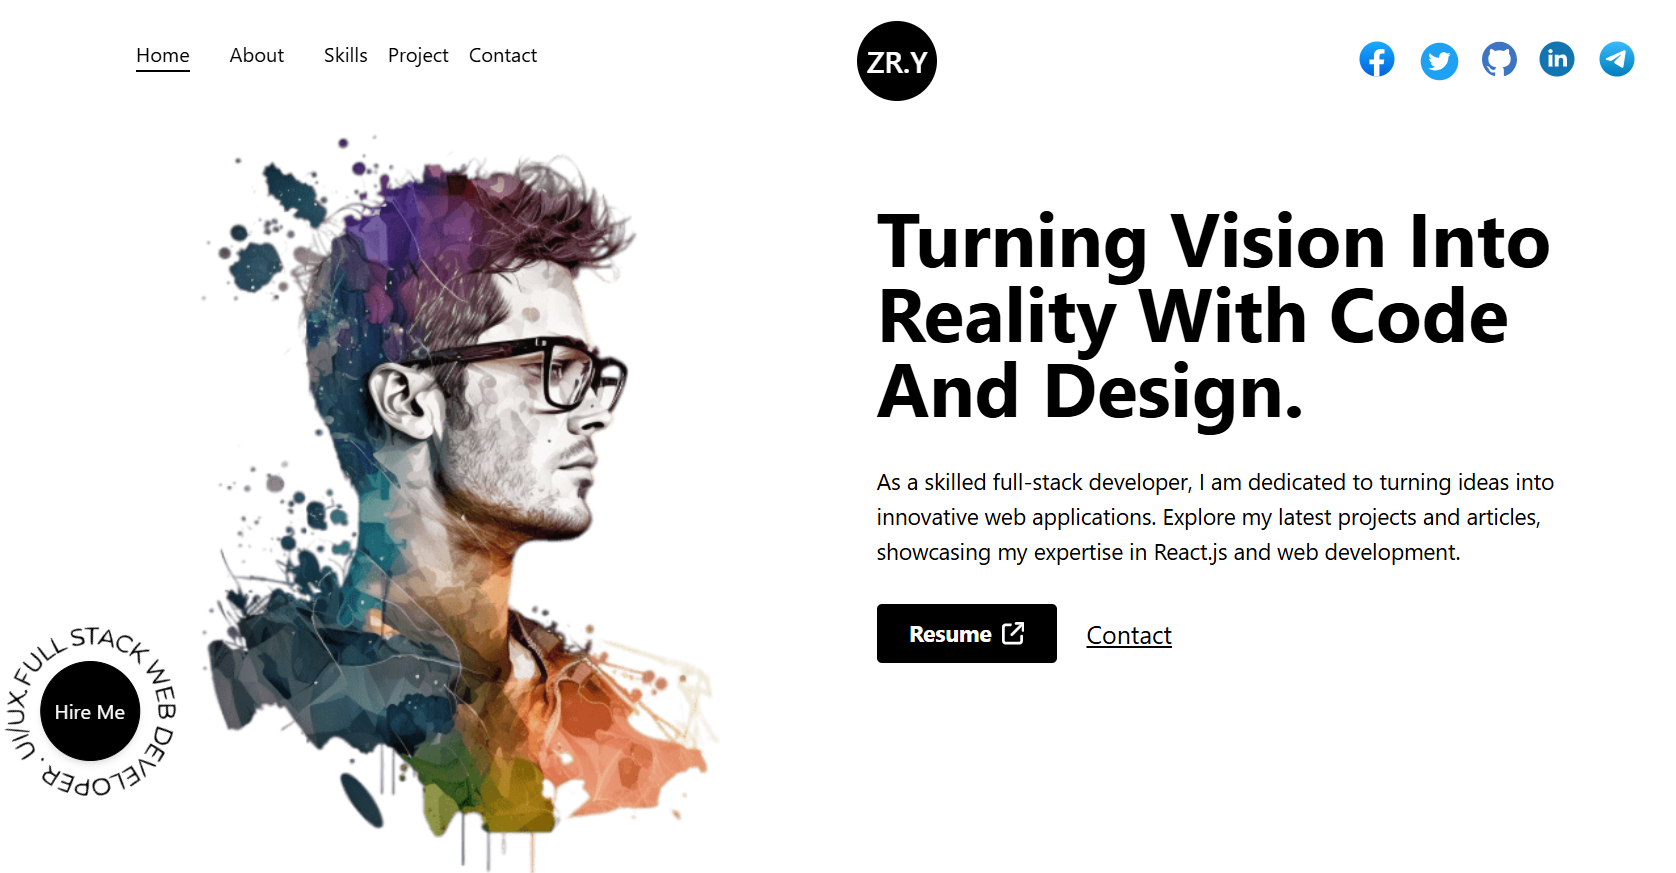 Home About Skills Project Contact
ZR.Y
Turning Vision Into
Reality With Code
And Design.
As a skilled full-stack developer, I am dedicated to turning ideas into
innovative web applications. Explore my latest projects and articles,
showcasing my expertise in React.js and web development.
Resume
Contact
UI/UX.FULL STACK WEB DEVELOPER .
Hire Me